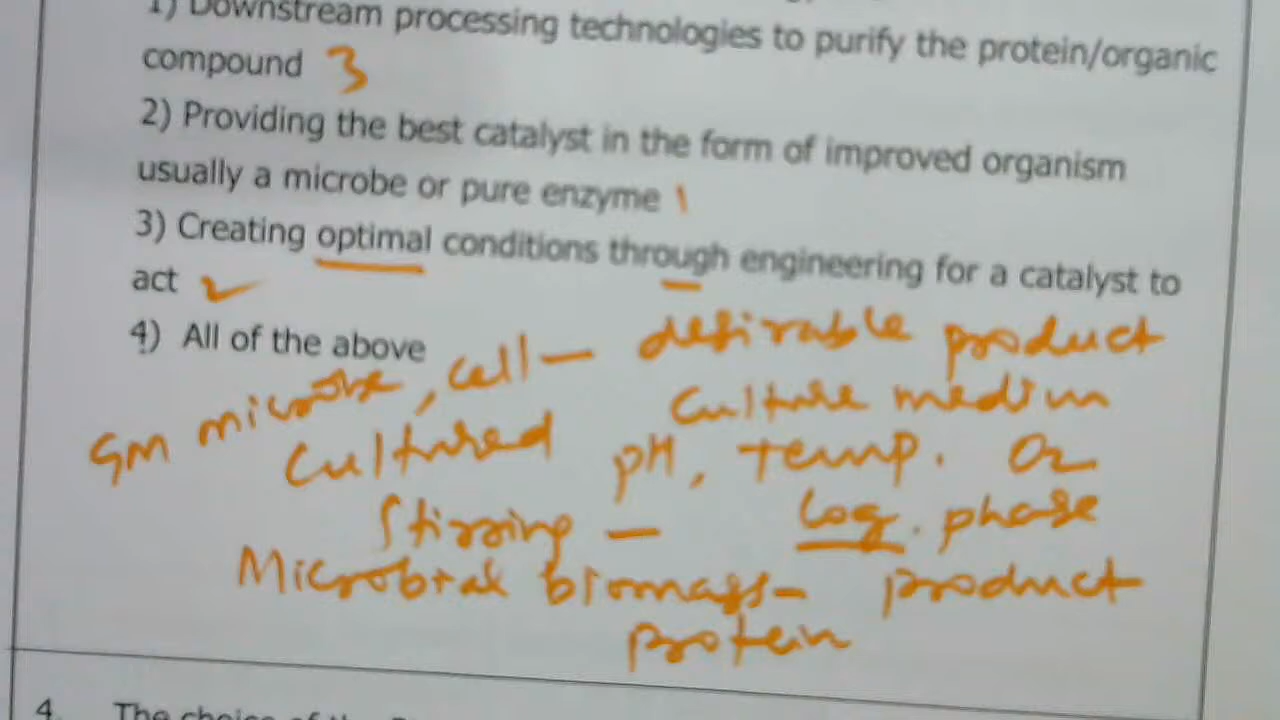 1) Downstream processing technologies to purify the protein/organic
compound 3
2) Providing the best catalyst in the form of improved organism
usually a microbe or pure enzyme 1
3) Creating optimal conditions through engineering for a catalyst to
act 2
4) All of the above
GM microbe, cell — desirable product
Cultured culture medium
pH, Temp. O2
Stirring — log. phase
Microbial biomass — product
protein
4. The choice of the